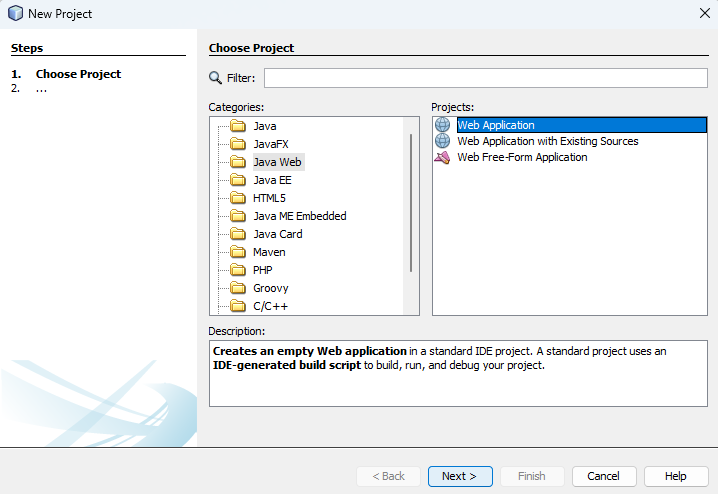 New Project
Steps
1. Choose Project
2. ...
Choose Project
Filter:
Categories:
Java
JavaFX
Java Web
Java EE
HTML5
Java ME Embedded
Java Card
Maven
PHP
Groovy
C/C++
Projects:
Web Application
Web Application with Existing Sources
Web Free-Form Application
Description:
Creates an empty Web application in a standard IDE project. A standard project uses an
IDE-generated build script to build, run, and debug your project.
< Back
Next >
Finish
Cancel
Help